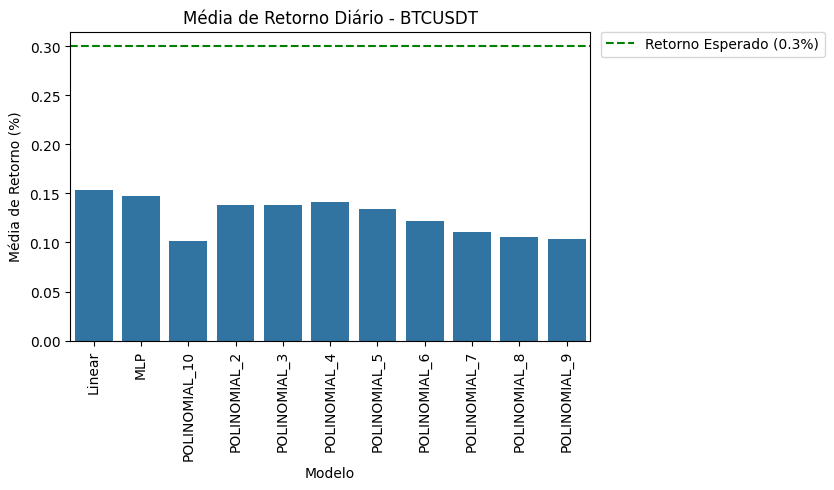 Média de Retorno Diário - BTCUSDT
Retorno Esperado (0.3%)
Média de Retorno (%)
0.30
0.25
0.20
0.15
0.10
0.05
0.00
Linear
MLP
POLINOMIAL_10
POLINOMIAL_2
POLINOMIAL_3
POLINOMIAL_4
POLINOMIAL_5
POLINOMIAL_6
POLINOMIAL_7
POLINOMIAL_8
POLINOMIAL_9
Modelo